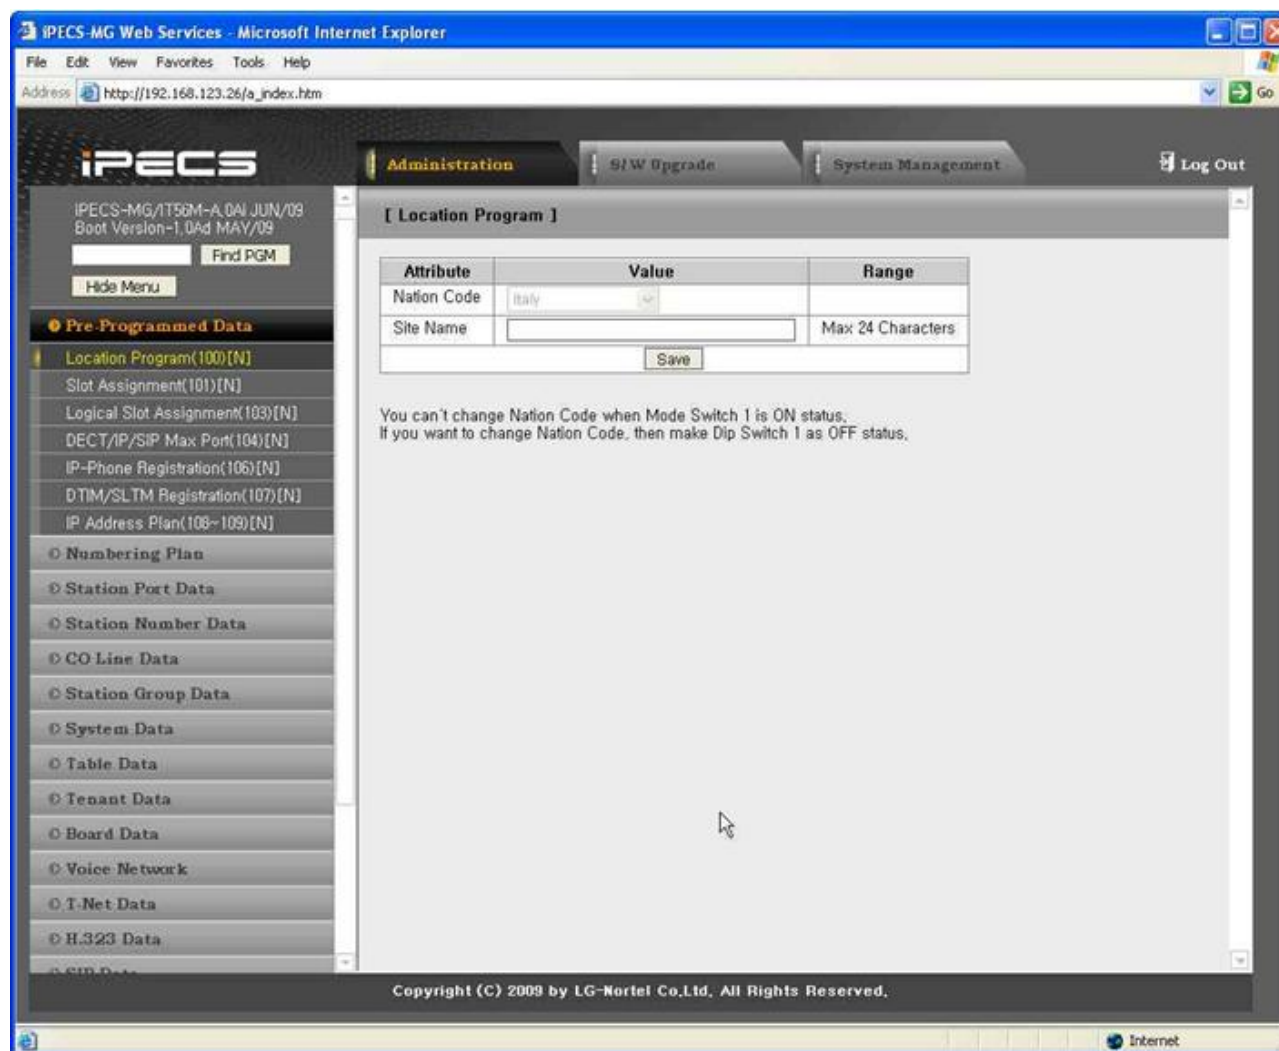 iPECS-MG Web Services - Microsoft Internet Explorer
File Edit View Favorites Tools Help
Address http://192.168.123.26/a_index.htm Go
iPECS
Administration S/W Upgrade System Management Log Out
iPECS-MG/IT56M-A.0Ai JUN/09
Boot Version-1.0Ad MAY/09
Find PGM
Hide Menu
Pre-Programmed Data
Location Program(100)[N]
Slot Assignment(101)[N]
Logical Slot Assignment(103)[N]
DECT/IP/SIP Max Port(104)[N]
IP-Phone Registration(106)[N]
DTIM/SLTM Registration(107)[N]
IP Address Plan(108~109)[N]
Numbering Plan
Station Port Data
Station Number Data
CO Line Data
Station Group Data
System Data
Table Data
Tenant Data
Board Data
Voice Network
T-Net Data
H.323 Data
SIP Data
[ Location Program ]
Attribute Value Range
Nation Code Italy
Site Name Max 24 Characters
Save
You can't change Nation Code when Mode Switch 1 is ON status.
If you want to change Nation Code, then make Dip Switch 1 as OFF status.
Copyright (C) 2009 by LG-Nortel Co.Ltd. All Rights Reserved.
Internet